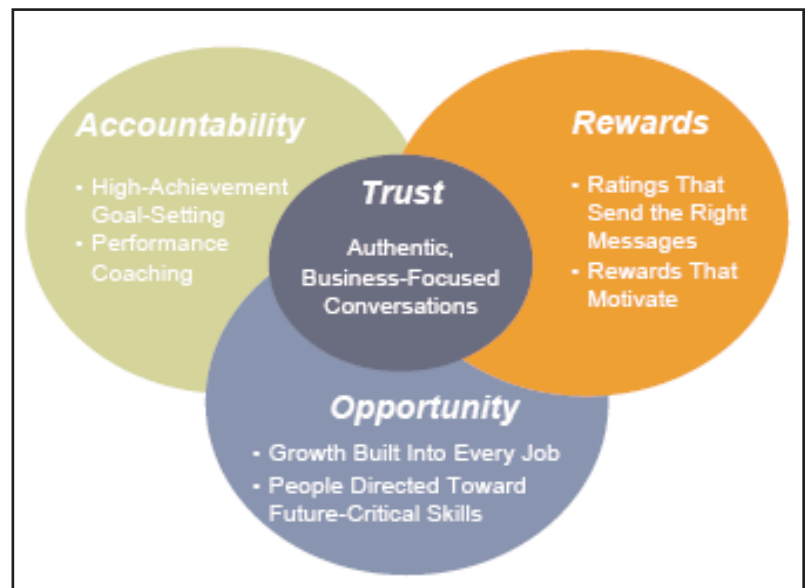 Accountability
• High-Achievement
Goal-Setting
• Performance
Coaching
Rewards
• Ratings That
Send the Right
Messages
• Rewards That
Motivate
Trust
Authentic,
Business-Focused
Conversations
Opportunity
• Growth Built Into Every Job
• People Directed Toward
Future-Critical Skills